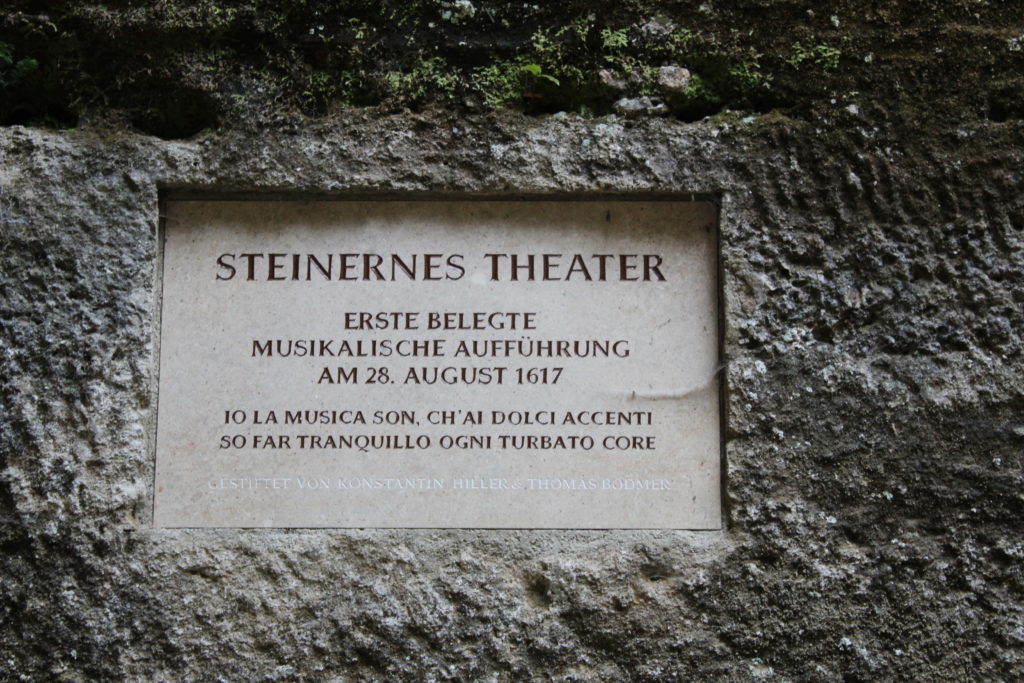 STEINERNES THEATER
ERSTE BELEGTE
MUSIKALISCHE AUFFÜHRUNG
AM 28. AUGUST 1617
IO LA MUSICA SON, CH'AI DOLCI ACCENTI
SO FAR TRANQUILLO OGNI TURBATO CORE
GESTIFTET VON KONSTANTIN HILLER & THOMAS BODMER